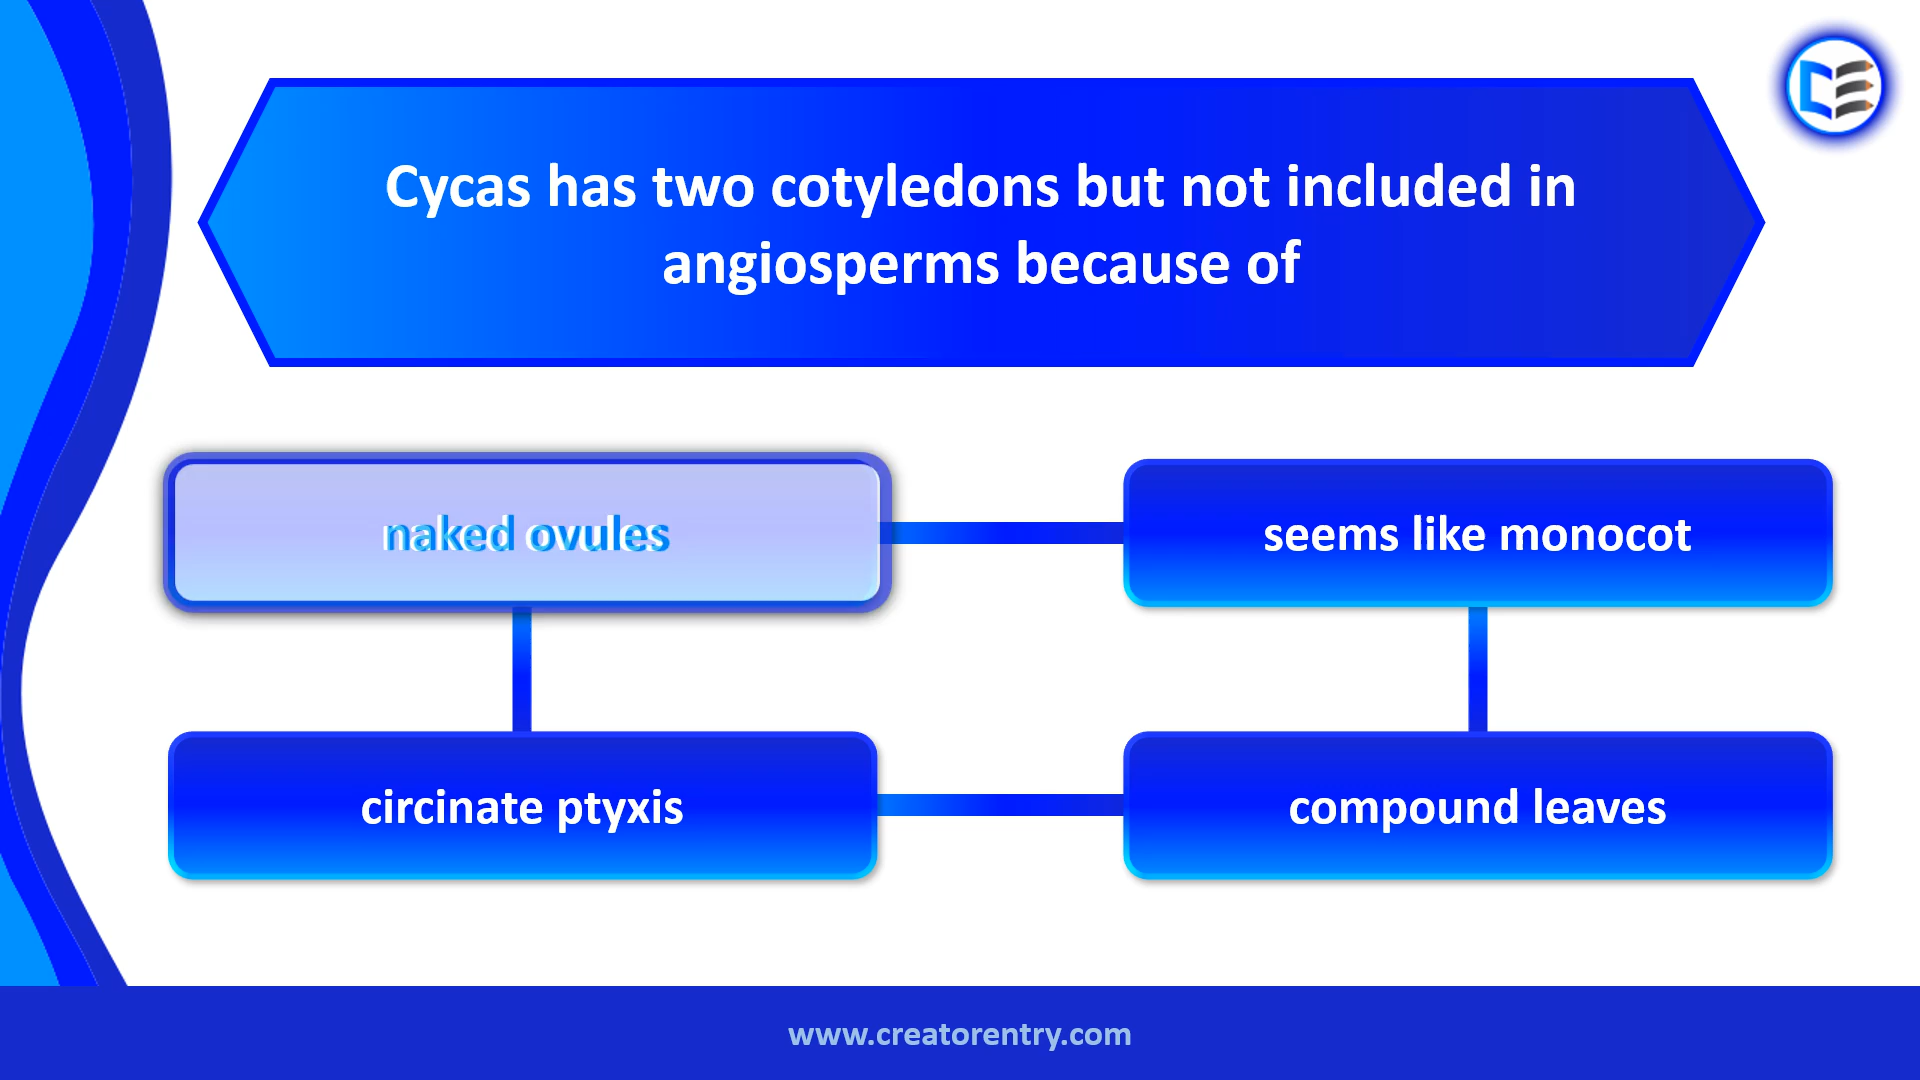 Cycas has two cotyledons but not included in
angiosperms because of
naked ovules
seems like monocot
circinate ptyxis
compound leaves
www.creatorentry.com